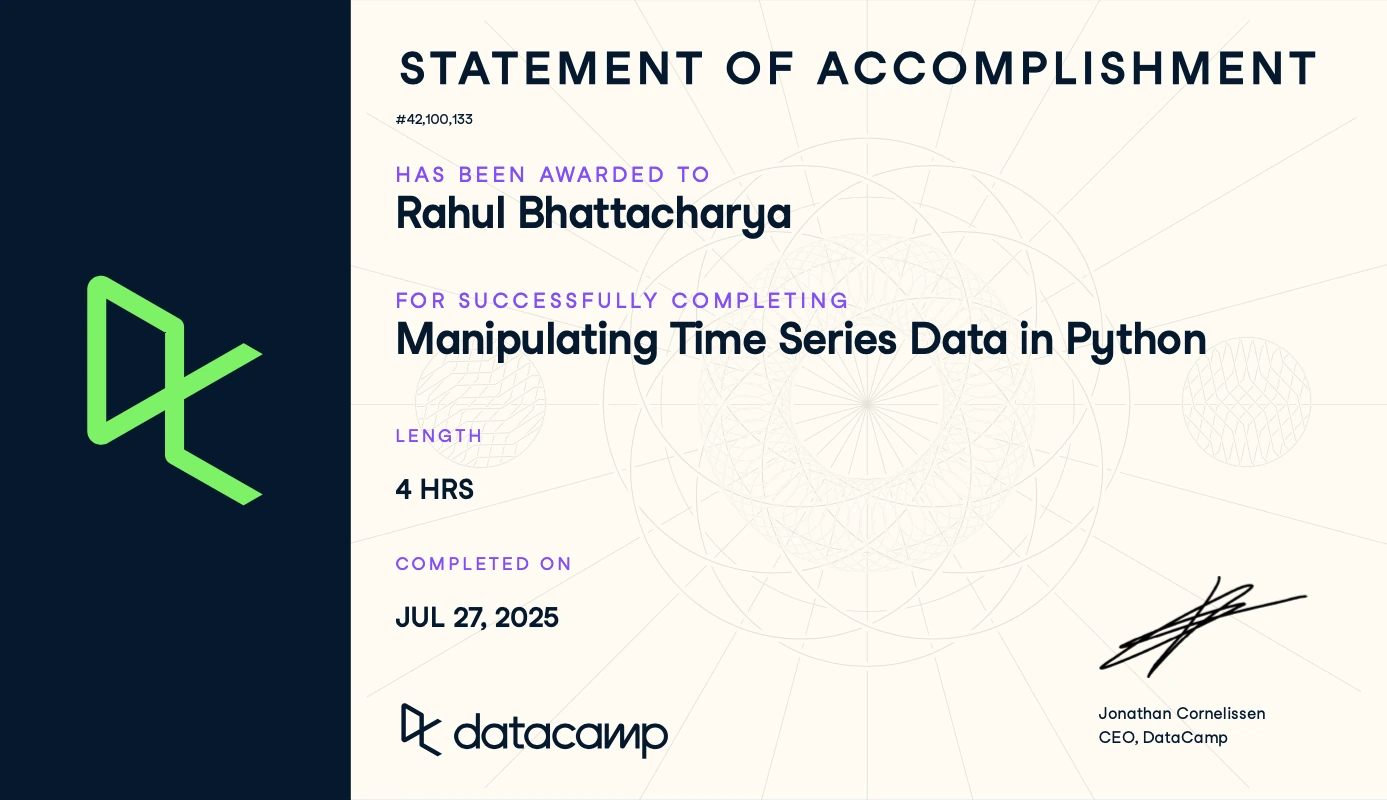 STATEMENT OF ACCOMPLISHMENT
#42,100,133
HAS BEEN AWARDED TO
Rahul Bhattacharya
FOR SUCCESSFULLY COMPLETING
Manipulating Time Series Data in Python
LENGTH
4 HRS
COMPLETED ON
JUL 27, 2025
datacamp
Jonathan Cornelissen
CEO, DataCamp